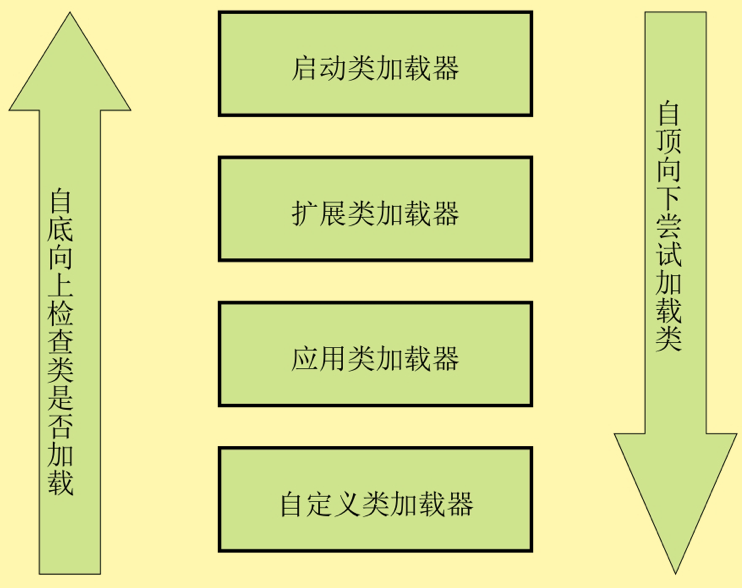 自底向上检查类是否加载
启动类加载器
扩展类加载器
应用类加载器
自定义类加载器
自顶向下尝试加载类